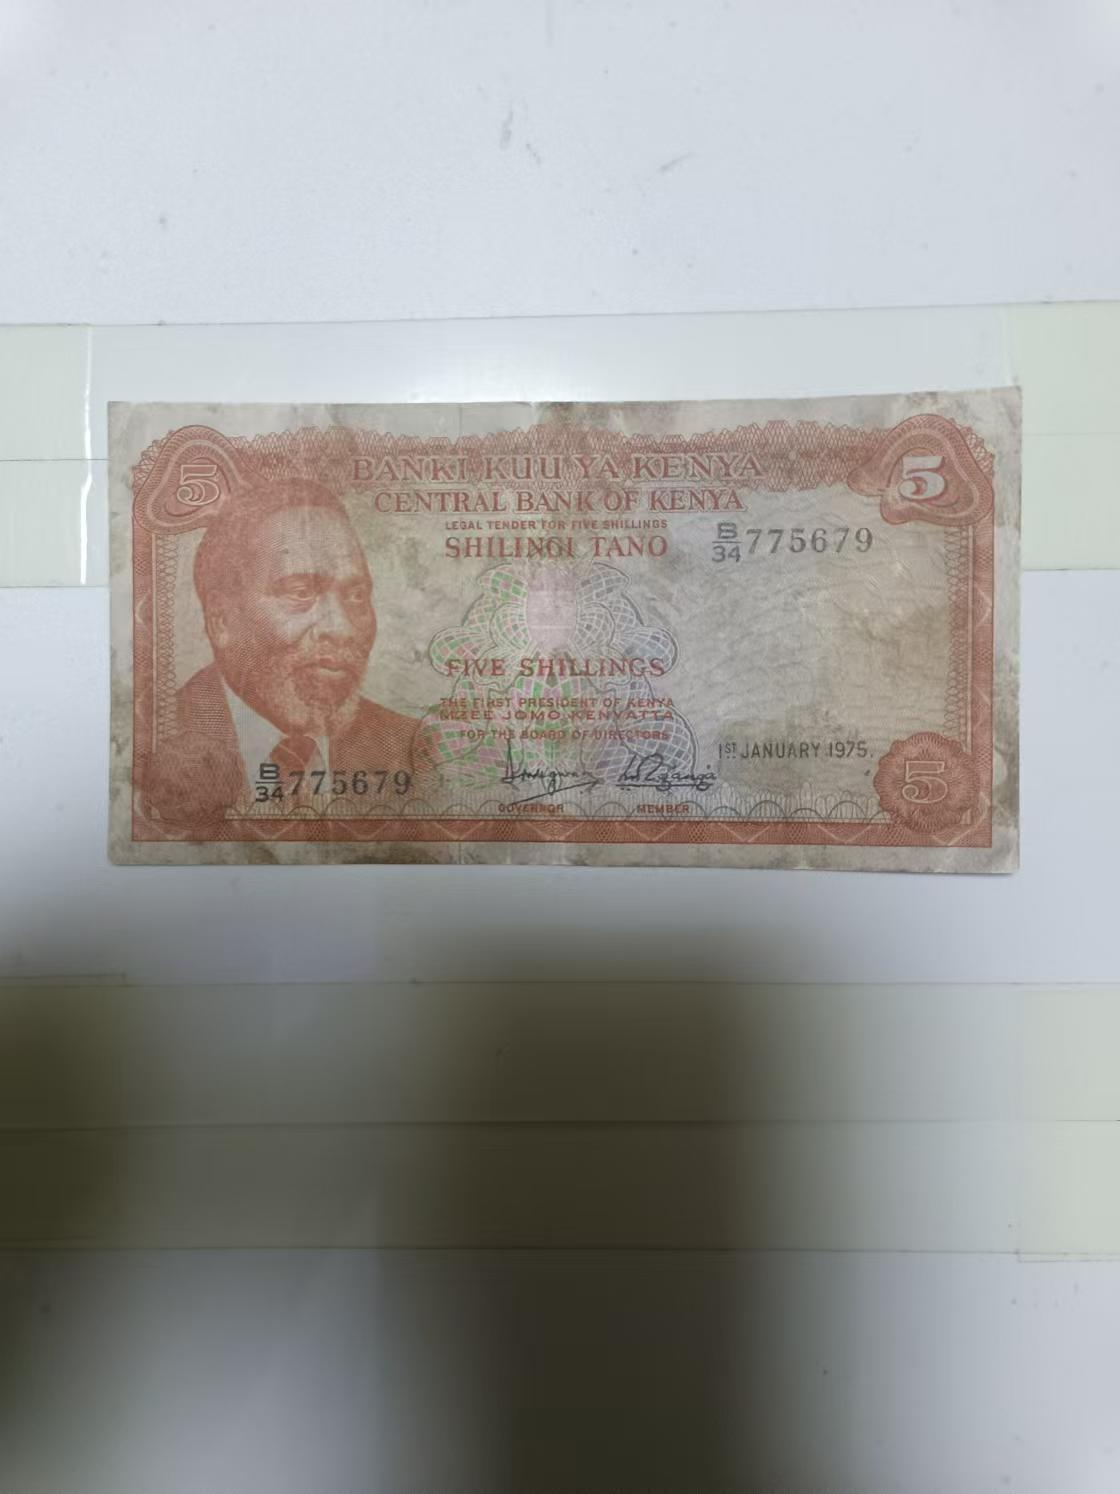 5
5
BANKI KUU YA KENYA
CENTRAL BANK OF KENYA
LEGAL TENDER FOR FIVE SHILLINGS
SHILINGI TANO
B/34 775679
FIVE SHILLINGS
THE FIRST PRESIDENT OF KENYA
MZEE JOMO KENYATTA
FOR THE BOARD OF DIRECTORS
1ST JANUARY 1975.
B/34 775679
GOVERNOR
MEMBER
5